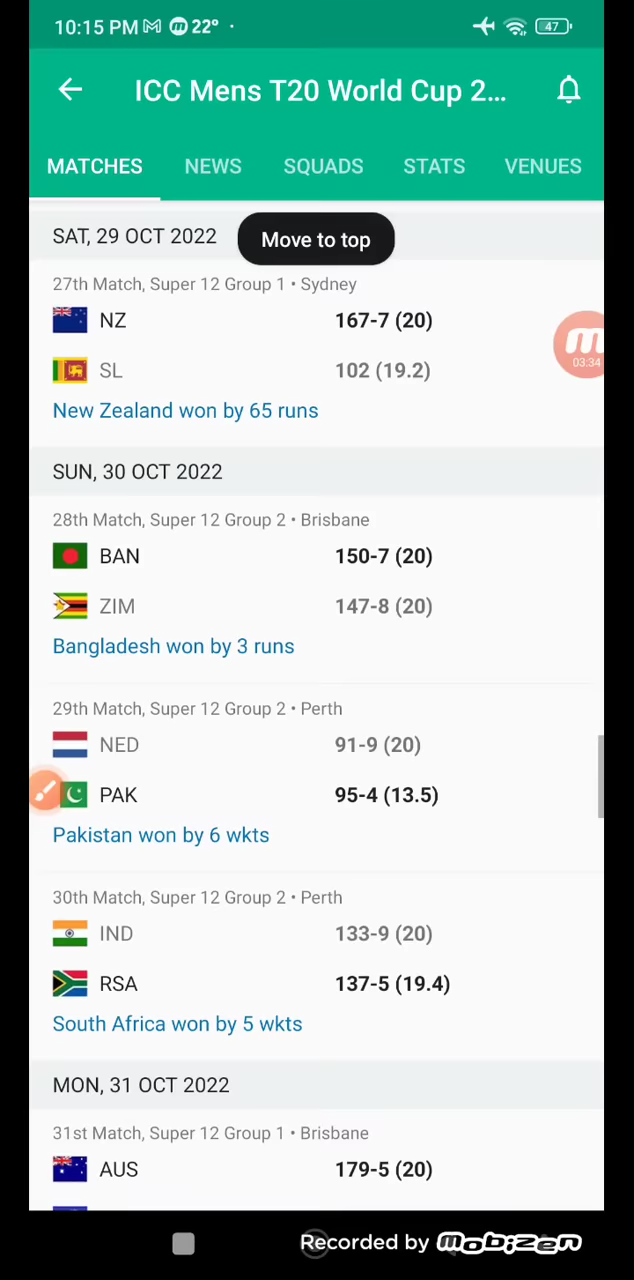 10:15 PM 22° · 47
ICC Mens T20 World Cup 2...
MATCHES NEWS SQUADS STATS VENUES
SAT, 29 OCT 2022
Move to top
27th Match, Super 12 Group 1 • Sydney
NZ 167-7 (20)
m 03:34
SL 102 (19.2)
New Zealand won by 65 runs
SUN, 30 OCT 2022
28th Match, Super 12 Group 2 • Brisbane
BAN 150-7 (20)
ZIM 147-8 (20)
Bangladesh won by 3 runs
29th Match, Super 12 Group 2 • Perth
NED 91-9 (20)
PAK 95-4 (13.5)
Pakistan won by 6 wkts
30th Match, Super 12 Group 2 • Perth
IND 133-9 (20)
RSA 137-5 (19.4)
South Africa won by 5 wkts
MON, 31 OCT 2022
31st Match, Super 12 Group 1 • Brisbane
AUS 179-5 (20)
Recorded by mobizen